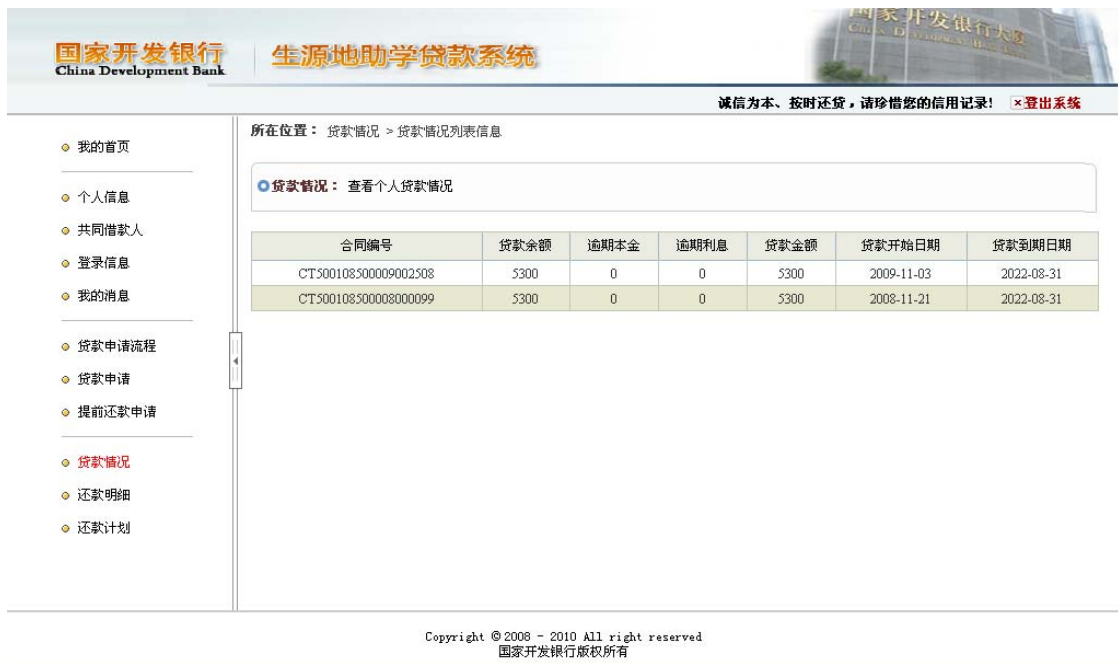 国家开发银行
China Development Bank
生源地助学贷款系统
诚信为本、按时还贷，请珍惜您的信用记录！ ×登出系统
所在位置： 贷款情况 > 贷款情况列表信息
我的首页
个人信息
共同借款人
登录信息
我的消息
贷款申请流程
贷款申请
提前还款申请
贷款情况
还款明细
还款计划
贷款情况： 查看个人贷款情况
合同编号 贷款余额 逾期本金 逾期利息 贷款金额 贷款开始日期 贷款到期日期
CT500108500009002508 5300 0 0 5300 2009-11-03 2022-08-31
CT500108500008000099 5300 0 0 5300 2008-11-21 2022-08-31
Copyright ©2008 - 2010 All right reserved
国家开发银行版权所有